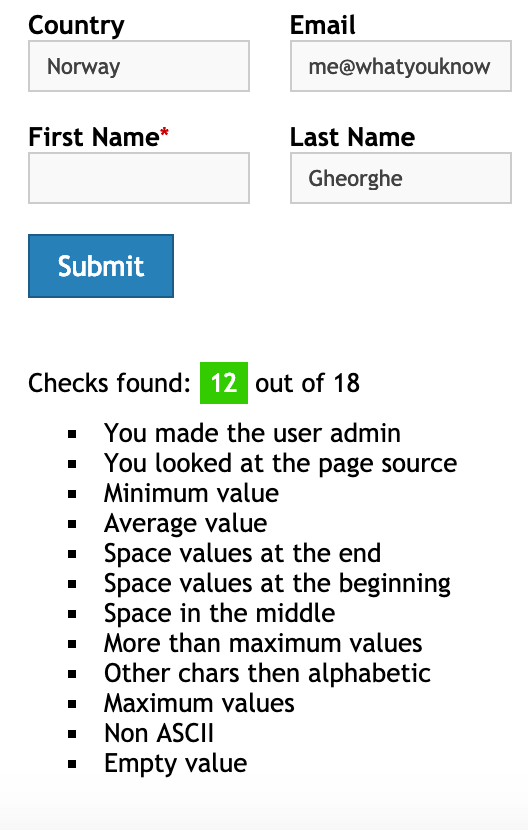 Country Email
Norway me@whatyouknow
First Name* Last Name
Gheorghe
Submit
Checks found: 12 out of 18
You made the user admin
You looked at the page source
Minimum value
Average value
Space values at the end
Space values at the beginning
Space in the middle
More than maximum values
Other chars then alphabetic
Maximum values
Non ASCII
Empty value